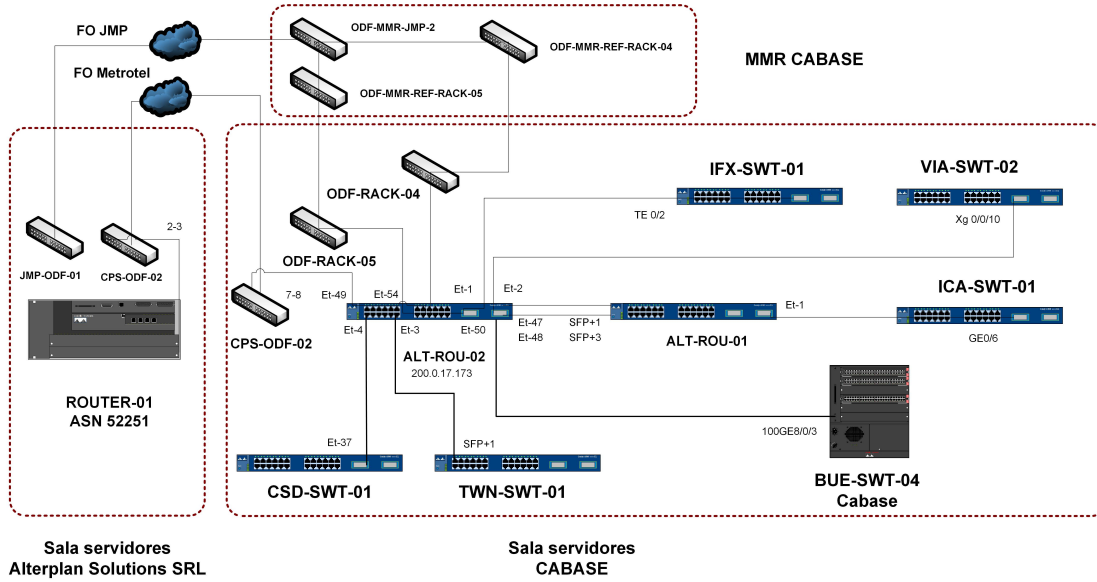 FO JMP
ODF-MMR-JMP-2
ODF-MMR-REF-RACK-04
MMR CABASE
FO Metrotel
ODF-MMR-REF-RACK-05
IFX-SWT-01
VIA-SWT-02
ODF-RACK-04
TE 0/2
Xg 0/0/10
2-3
JMP-ODF-01
CPS-ODF-02
ODF-RACK-05
7-8
Et-49
Et-54
Et-1
Et-2
ICA-SWT-01
Et-1
Et-4
Et-3
Et-50
Et-47
SFP+1
Et-48
SFP+3
CPS-ODF-02
ALT-ROU-02
200.0.17.173
ALT-ROU-01
GE0/6
ROUTER-01
ASN 52251
100GE8/0/3
Et-37
SFP+1
CSD-SWT-01
TWN-SWT-01
BUE-SWT-04
Cabase
Sala servidores
Alterplan Solutions SRL
Sala servidores
CABASE